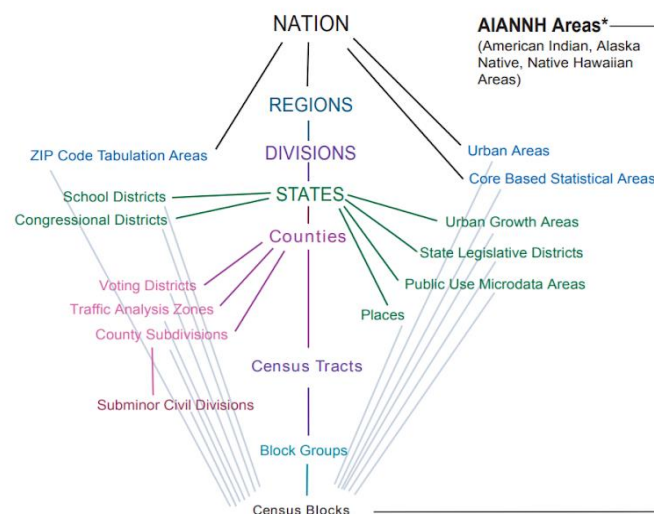 NATION
AIANNH Areas*
(American Indian, Alaska
Native, Native Hawaiian
Areas)
REGIONS
ZIP Code Tabulation Areas
DIVISIONS
Urban Areas
Core Based Statistical Areas
School Districts
STATES
Congressional Districts
Urban Growth Areas
Counties
State Legislative Districts
Voting Districts
Public Use Microdata Areas
Traffic Analysis Zones
Places
County Subdivisions
Census Tracts
Subminor Civil Divisions
Block Groups
Census Blocks